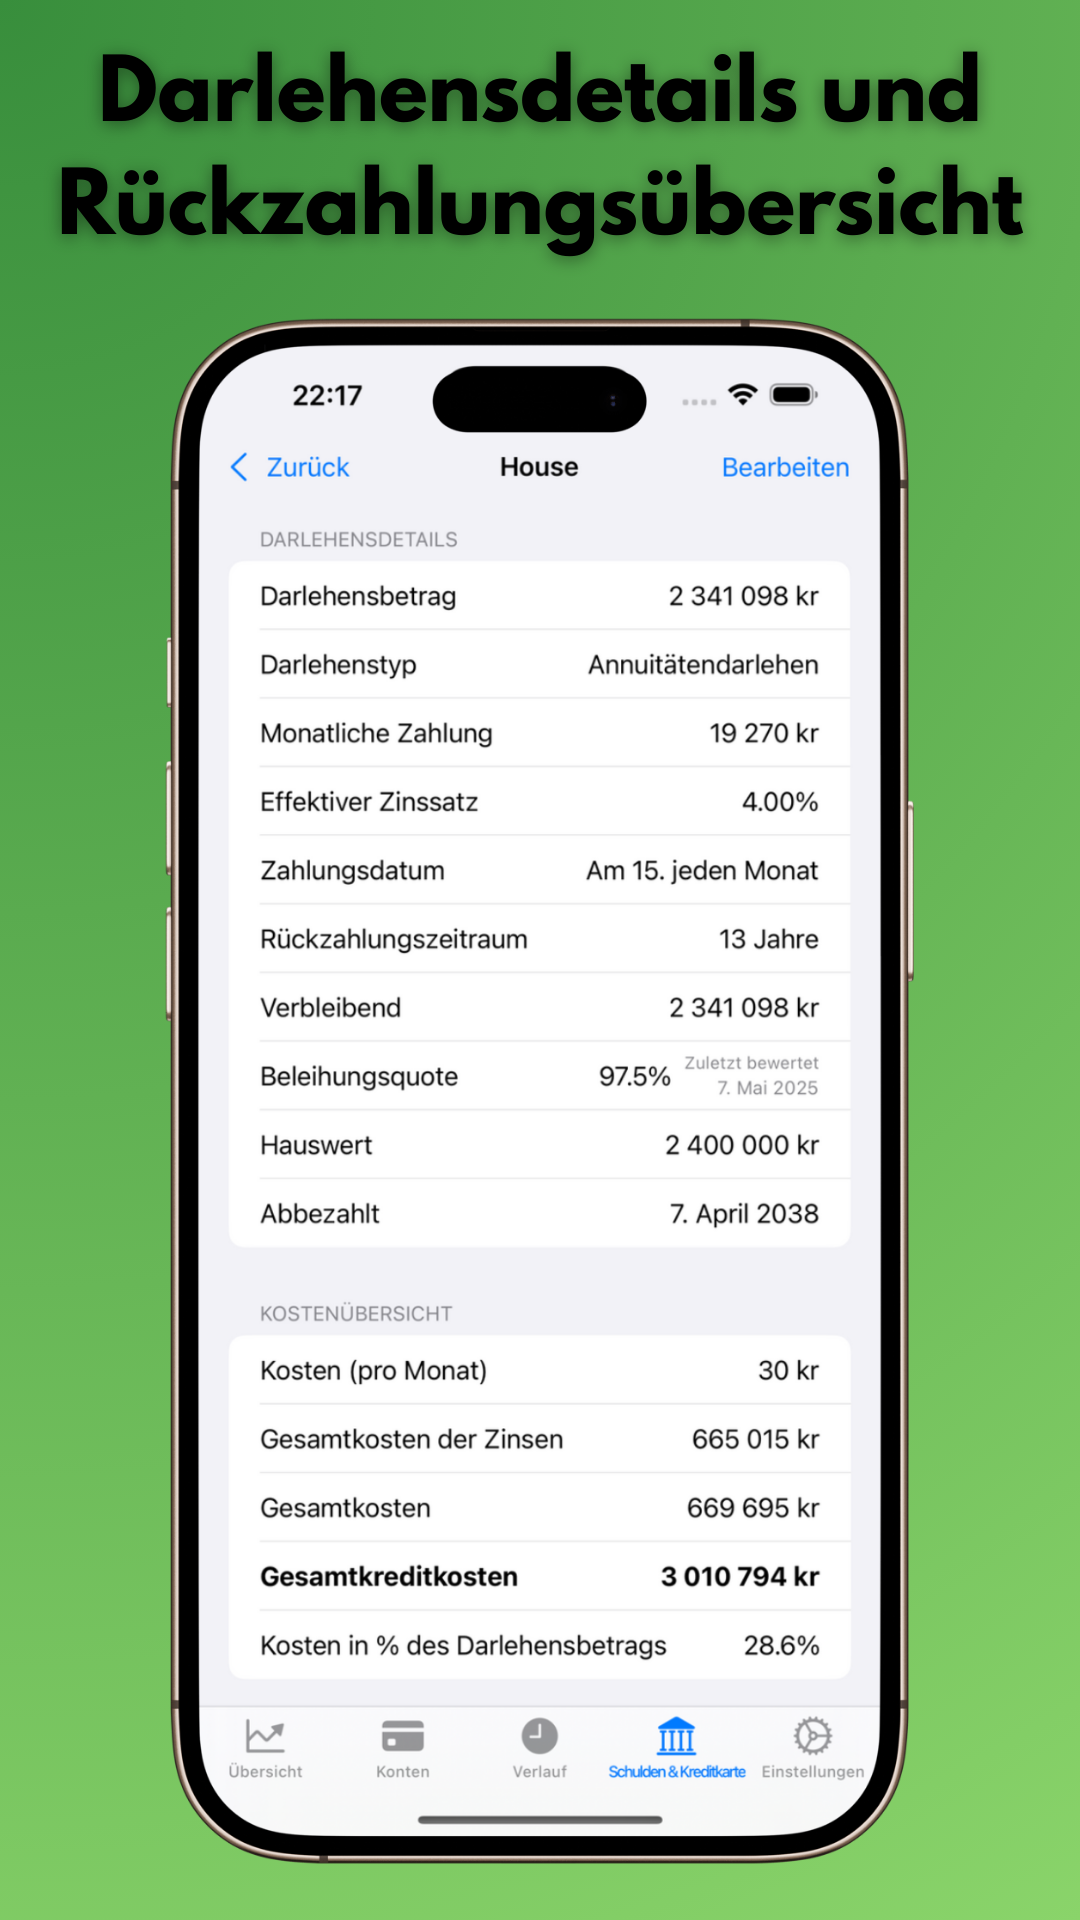 Darlehensdetails und
Rückzahlungsübersicht
22:17
Zurück House Bearbeiten
DARLEHENSDETAILS
Darlehensbetrag 2 341 098 kr
Darlehenstyp Annuitätendarlehen
Monatliche Zahlung 19 270 kr
Effektiver Zinssatz 4.00%
Zahlungsdatum Am 15. jeden Monat
Rückzahlungszeitraum 13 Jahre
Verbleibend 2 341 098 kr
Beleihungsquote 97.5% Zuletzt bewertet
7. Mai 2025
Hauswert 2 400 000 kr
Abbezahlt 7. April 2038
KOSTENÜBERSICHT
Kosten (pro Monat) 30 kr
Gesamtkosten der Zinsen 665 015 kr
Gesamtkosten 669 695 kr
Gesamtkreditkosten 3 010 794 kr
Kosten in % des Darlehensbetrags 28.6%
Übersicht Konten Verlauf Schulden & Kreditkarte Einstellungen